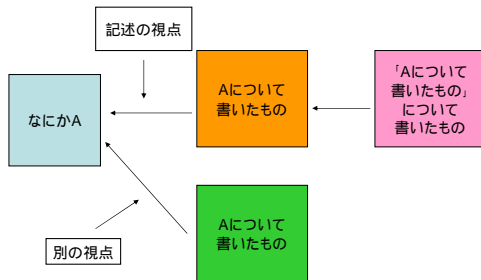 記述の視点
なにかA
Aについて
書いたもの
「Aについて
書いたもの」
について
書いたもの
Aについて
書いたもの
別の視点